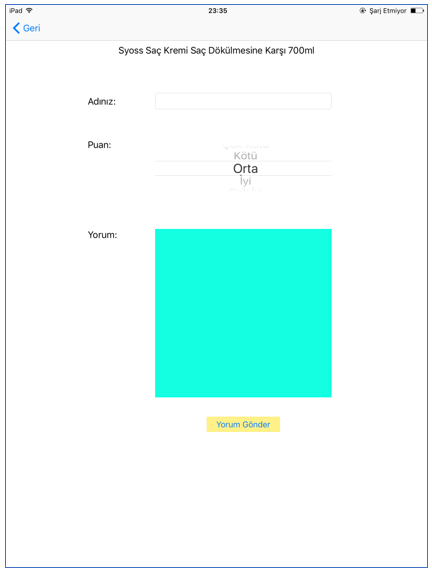 iPad 23:35 Şarj Etmiyor
Geri
Syoss Saç Kremi Saç Dökülmesine Karşı 700ml
Adınız:
Puan:
Kötü
Orta
İyi
Yorum:
Yorum Gönder